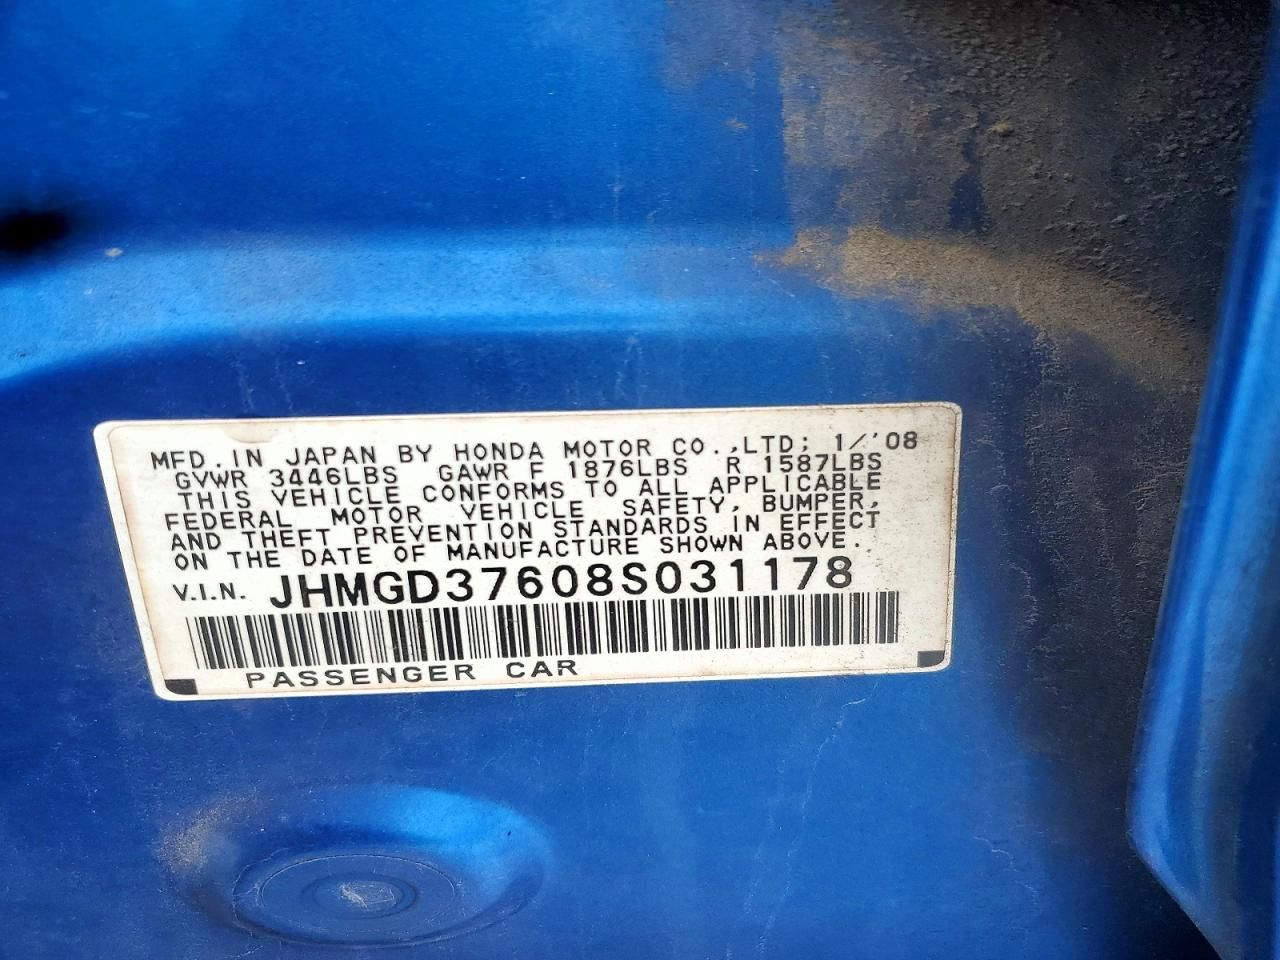 MFD. IN JAPAN BY HONDA MOTOR CO.,LTD; 1/'08
GVWR 3446LBS GAWR F 1876LBS R 1587LBS
THIS VEHICLE CONFORMS TO ALL APPLICABLE
FEDERAL MOTOR VEHICLE SAFETY, BUMPER,
AND THEFT PREVENTION STANDARDS IN EFFECT
ON THE DATE OF MANUFACTURE SHOWN ABOVE.
V.I.N. JHMGD37608S031178
PASSENGER CAR